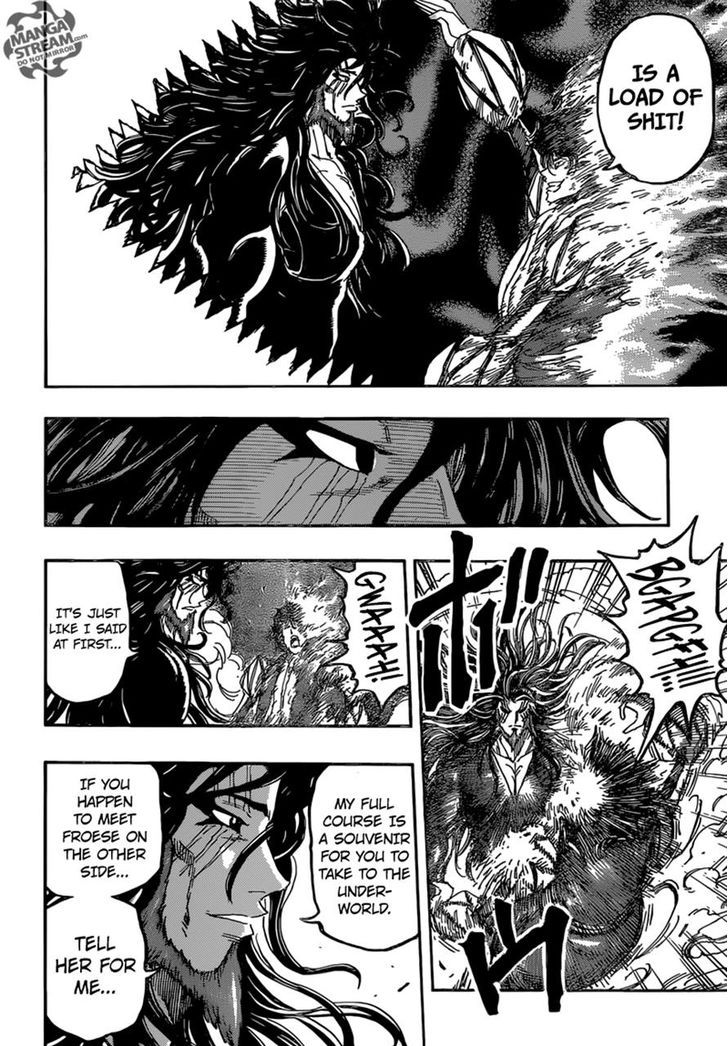 MANGA
STREAM.com
DO NOT MIRROR
IS A
LOAD OF
SHIT!
GWAAAH!
IT'S JUST
LIKE I SAID
AT FIRST...
MY FULL
COURSE IS
A SOUVENIR
FOR YOU TO
TAKE TO THE
UNDER-
WORLD.
IF YOU
HAPPEN
TO MEET
FROESE ON
THE OTHER
SIDE...
TELL
HER FOR
ME...